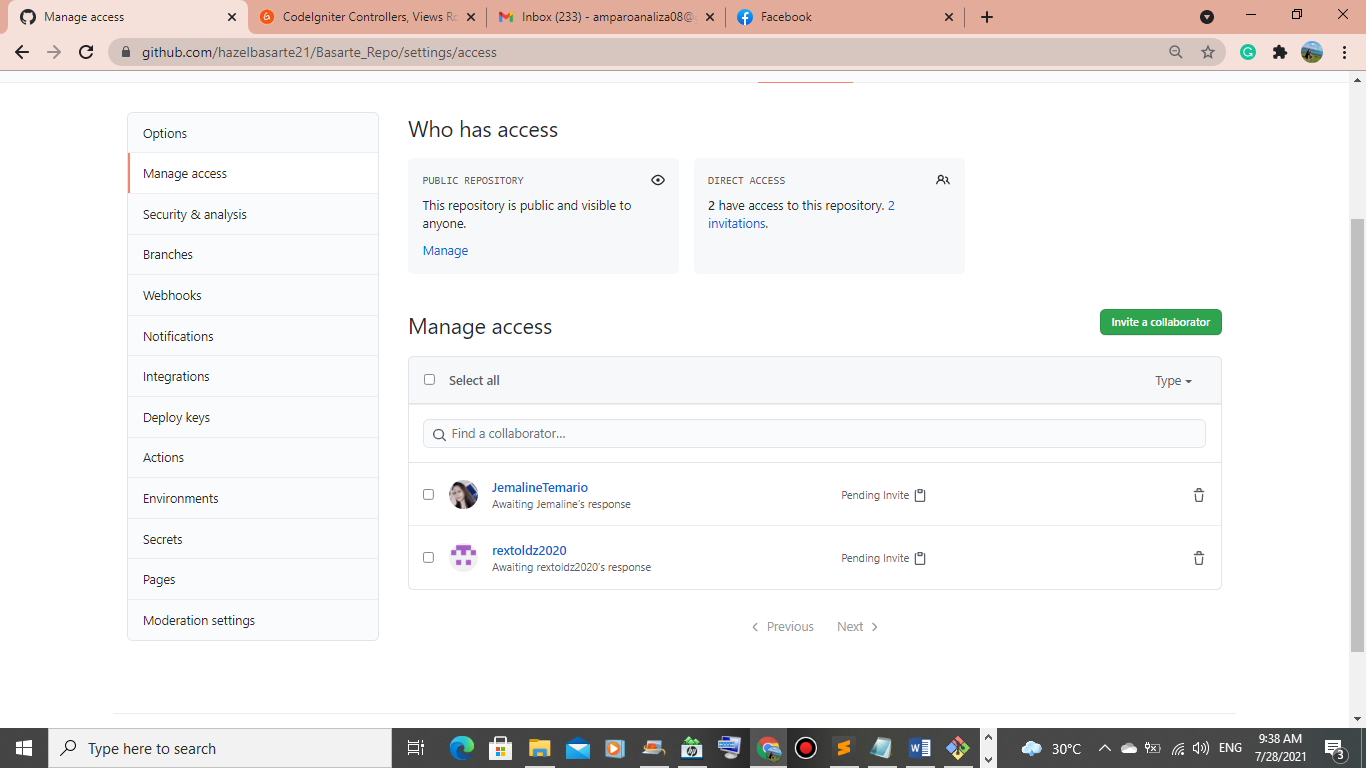 Manage access
CodeIgniter Controllers, Views Ro
Inbox (233) - amparoanaliza08@
Facebook
github.com/hazelbasarte21/Basarte_Repo/settings/access
Options
Manage access
Security & analysis
Branches
Webhooks
Notifications
Integrations
Deploy keys
Actions
Environments
Secrets
Pages
Moderation settings
Who has access
PUBLIC REPOSITORY
This repository is public and visible to
anyone.
Manage
DIRECT ACCESS
2 have access to this repository. 2
invitations.
Manage access
Invite a collaborator
Select all
Type
Find a collaborator...
JemalineTemario
Awaiting Jemaline's response
Pending Invite
rextoldz2020
Awaiting rextoldz2020's response
Pending Invite
Previous
Next
Type here to search
30°C
ENG
9:38 AM
7/28/2021
3